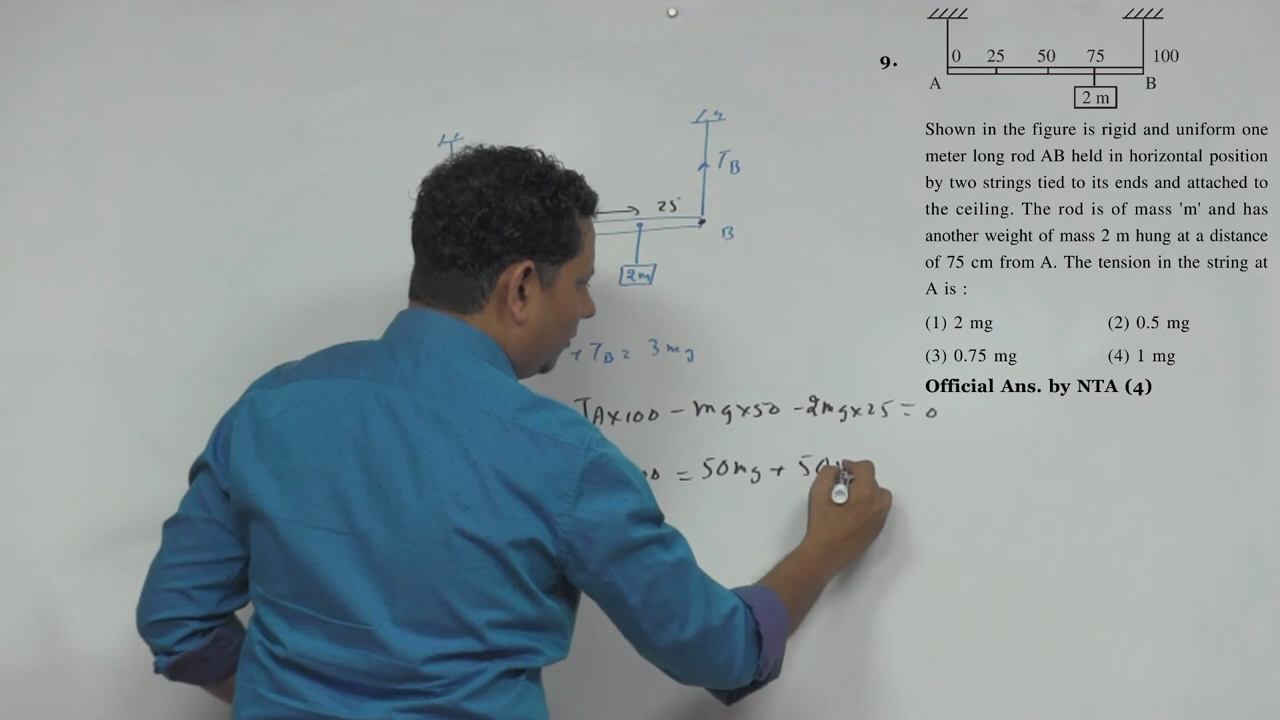 9.
0 25 50 75 100
A B
2 m
Shown in the figure is rigid and uniform one
meter long rod AB held in horizontal position
by two strings tied to its ends and attached to
the ceiling. The rod is of mass 'm' and has
another weight of mass 2 m hung at a distance
of 75 cm from A. The tension in the string at
A is :
(1) 2 mg (2) 0.5 mg
(3) 0.75 mg (4) 1 mg
Official Ans. by NTA (4)
TB
25
B
2m
+ TB = 3mg
TA×100 - mg×50 - 2mg×25 = 0
= 50mg + 50